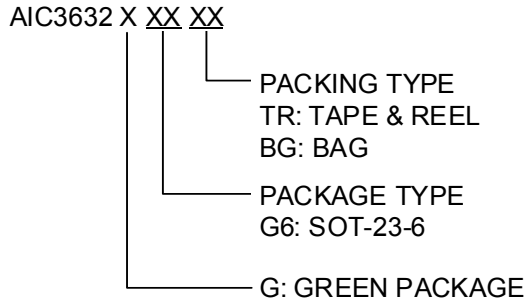 AIC3632 X XX XX
PACKING TYPE
TR: TAPE & REEL
BG: BAG
PACKAGE TYPE
G6: SOT-23-6
G: GREEN PACKAGE